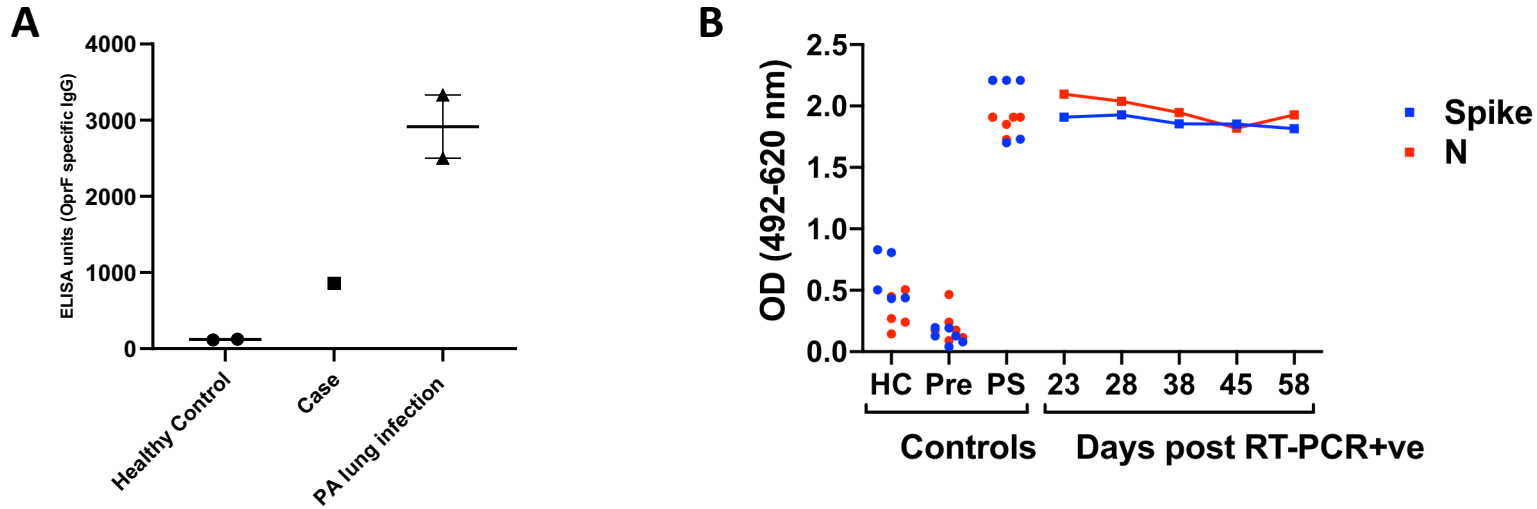 A
ELISA units (OprF specific IgG)
4000
3000
2000
1000
0
Healthy Control
Case
PA lung infection
B
OD (492-620 nm)
2.5
2.0
1.5
1.0
0.5
0.0
HC Pre PS 23 28 38 45 58
Controls Days post RT-PCR+ve
Spike
N